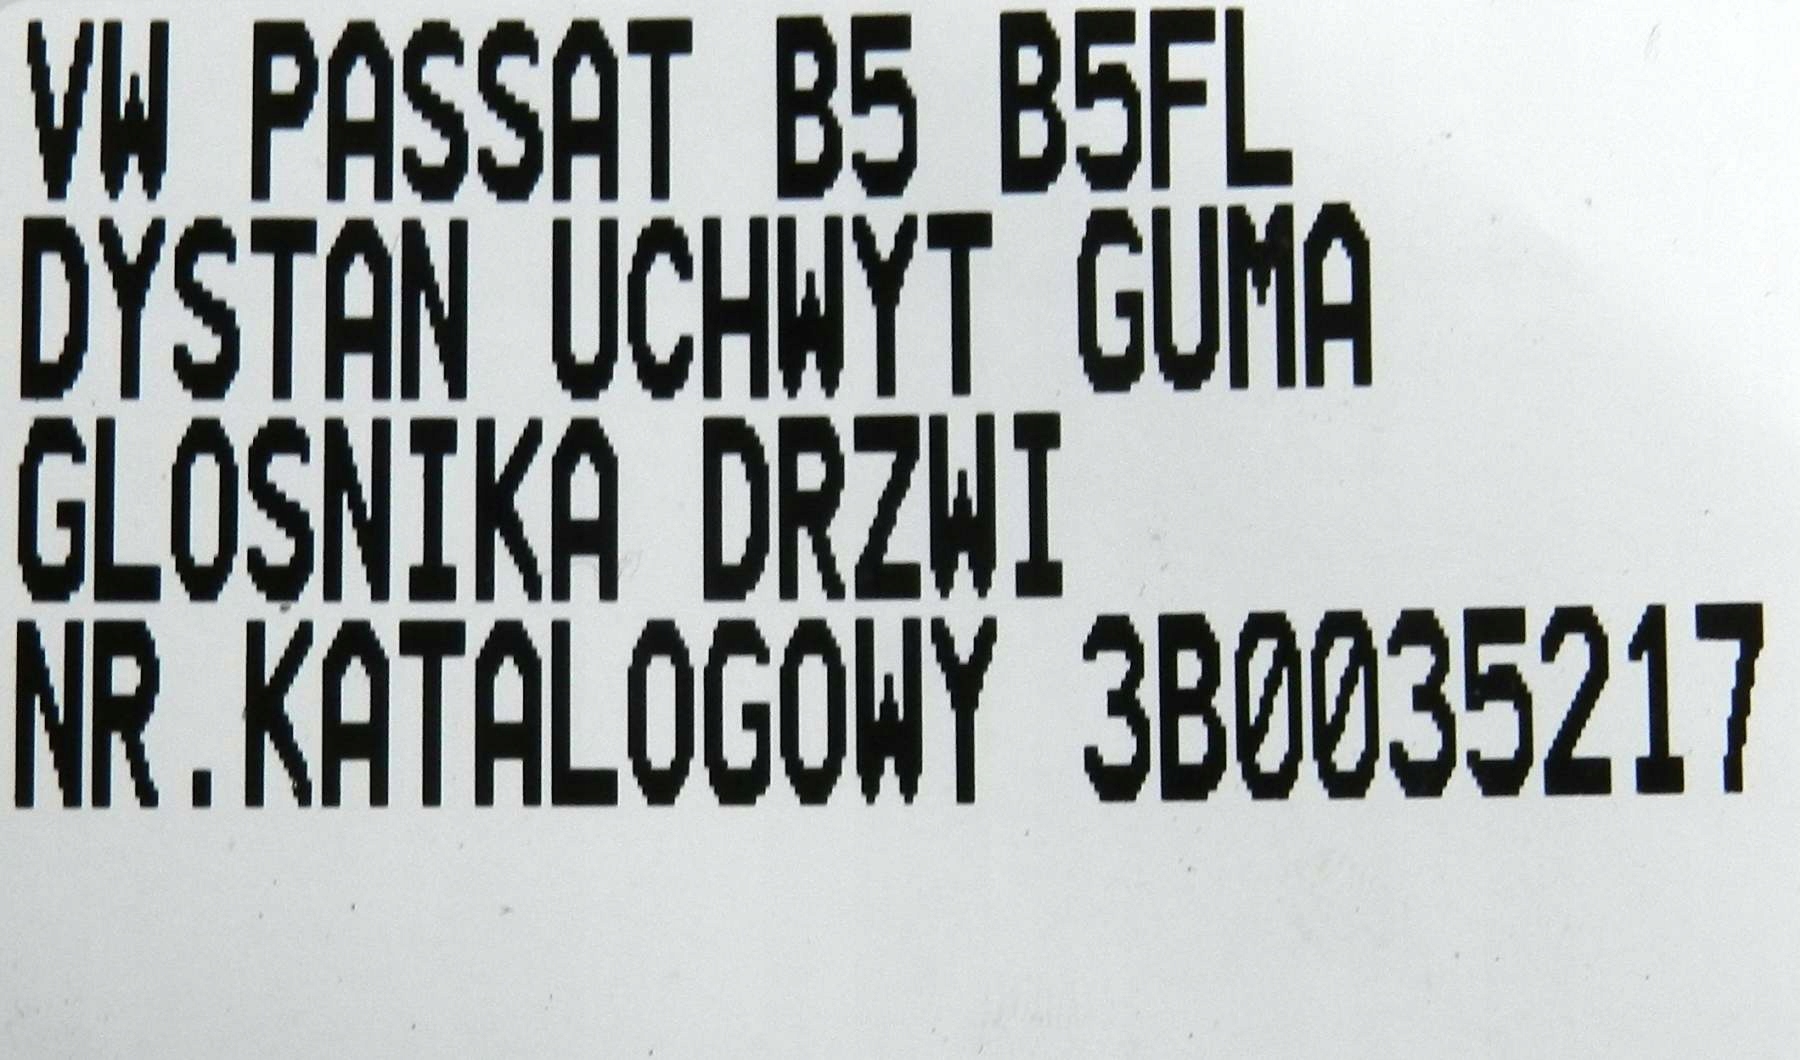 VW PASSAT B5 B5FL
DYSTAN UCHWYT GUMA
GLOSNIKA DRZWI
NR.KATALOGOWY 3B0035217